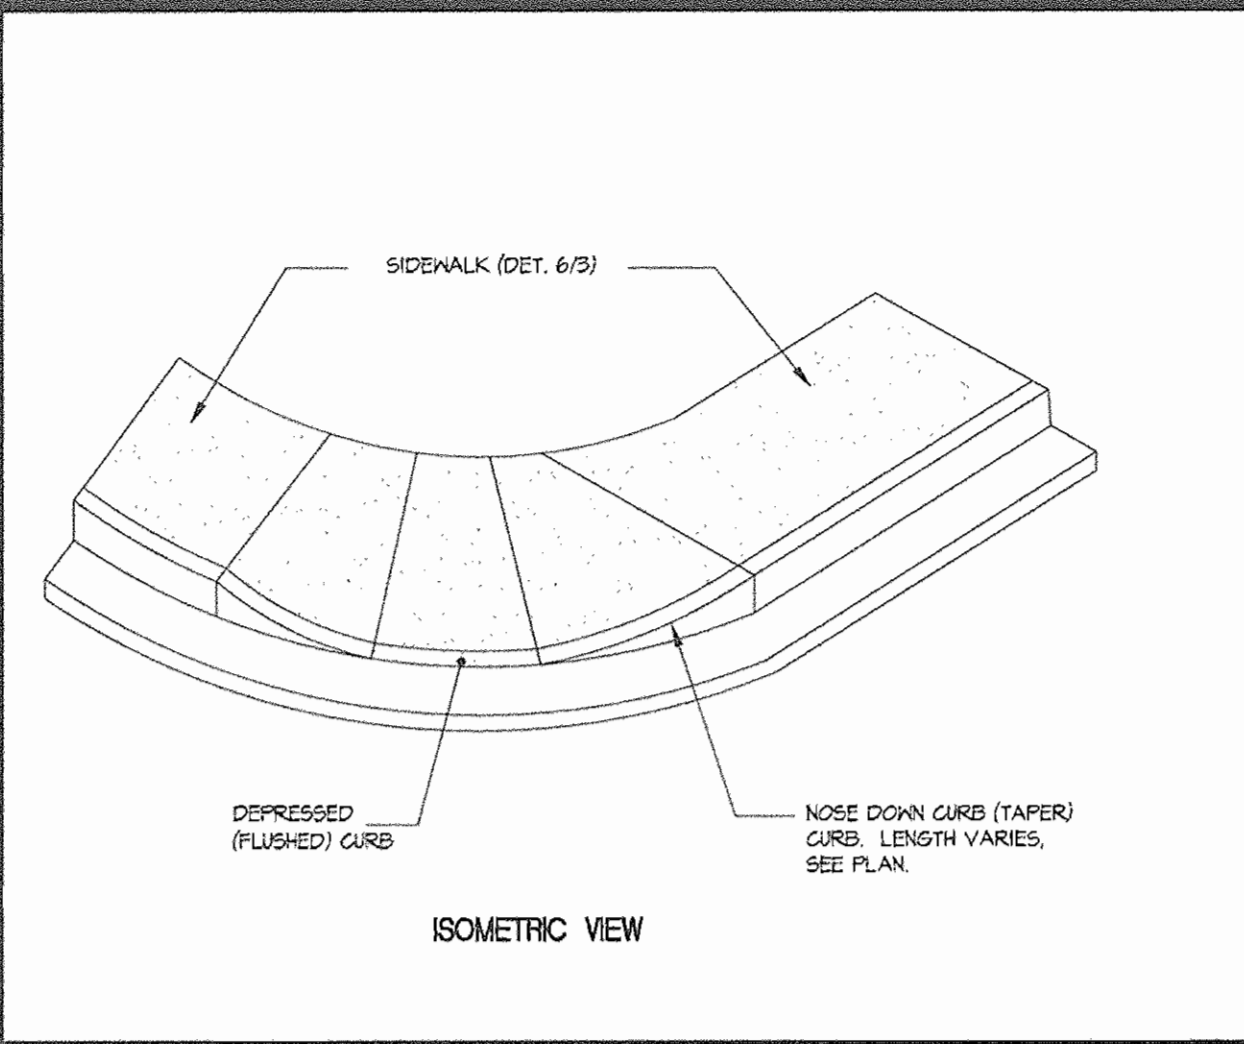 SIDEWALK (DET. 6/3)
DEPRESSED
(FLUSHED) CURB
NOSE DOWN CURB (TAPER)
CURB. LENGTH VARIES,
SEE PLAN.
ISOMETRIC VIEW